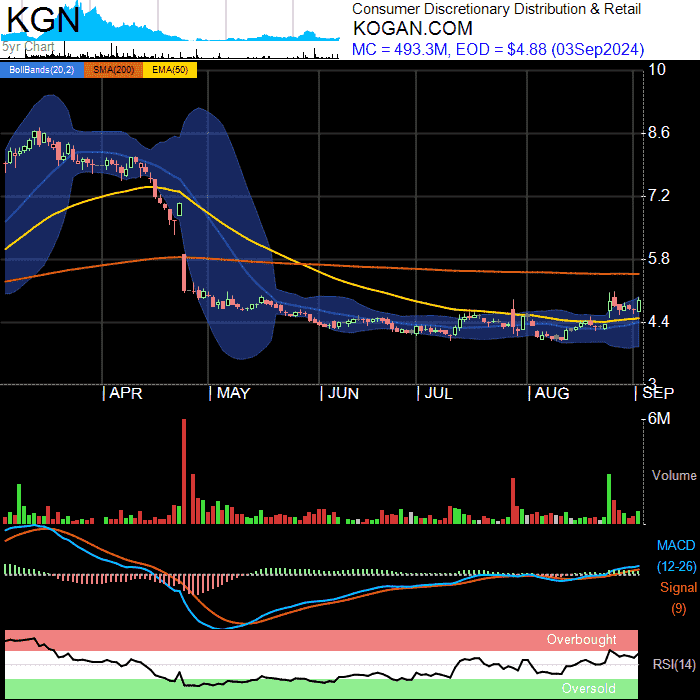 KGN
Consumer Discretionary Distribution & Retail
KOGAN.COM
MC = 493.3M, EOD = $4.88 (03Sep2024)
5yr Chart
BollBands(20,2) SMA(200) EMA(50)
10
8.6
7.2
5.8
4.4
3
APR MAY JUN JUL AUG SEP
6M
Volume
MACD
(12-26)
Signal
(9)
Overbought
RSI(14)
Oversold